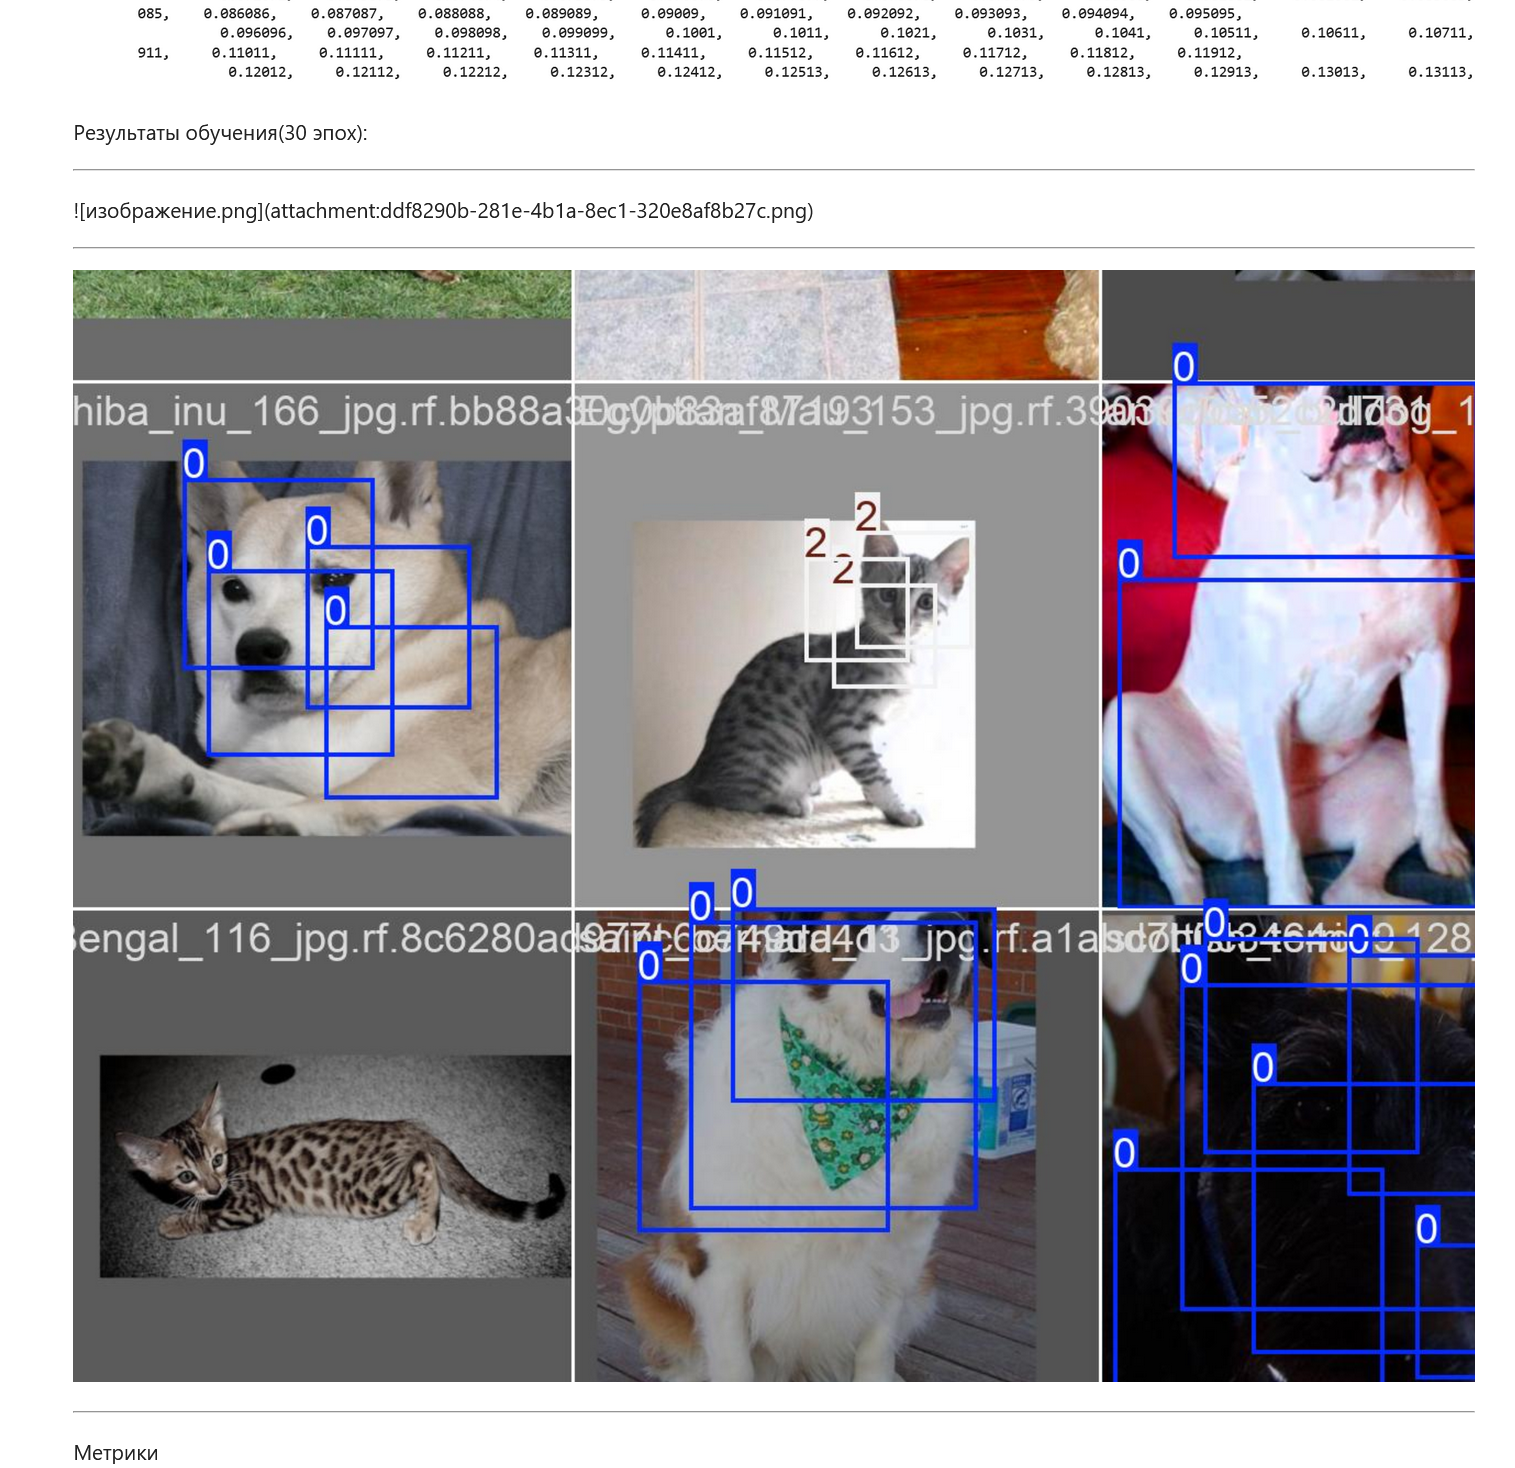 085, 0.086086, 0.087087, 0.088088, 0.089089, 0.09009, 0.091091, 0.092092, 0.093093, 0.094094, 0.095095,
0.096096, 0.097097, 0.098098, 0.099099, 0.1001, 0.1011, 0.1021, 0.1031, 0.1041, 0.10511, 0.10611, 0.10711,
911, 0.11011, 0.11111, 0.11211, 0.11311, 0.11411, 0.11512, 0.11612, 0.11712, 0.11812, 0.11912,
0.12012, 0.12112, 0.12212, 0.12312, 0.12412, 0.12513, 0.12613, 0.12713, 0.12813, 0.12913, 0.13013, 0.13113,
Результаты обучения(30 эпох):
![изображение.png](attachment:ddf8290b-281e-4b1a-8ec1-320e8af8b27c.png)
0
hiba_inu_166_jpg.rf.bb88a3 153_jpg.rf.39
0
2
0
2
0
2
0
0
0
0
engal_116_jpg.rf.8c6280a 13_jpg.rf.a1a 128
0
0
0
0
0
0
0
0
Метрики